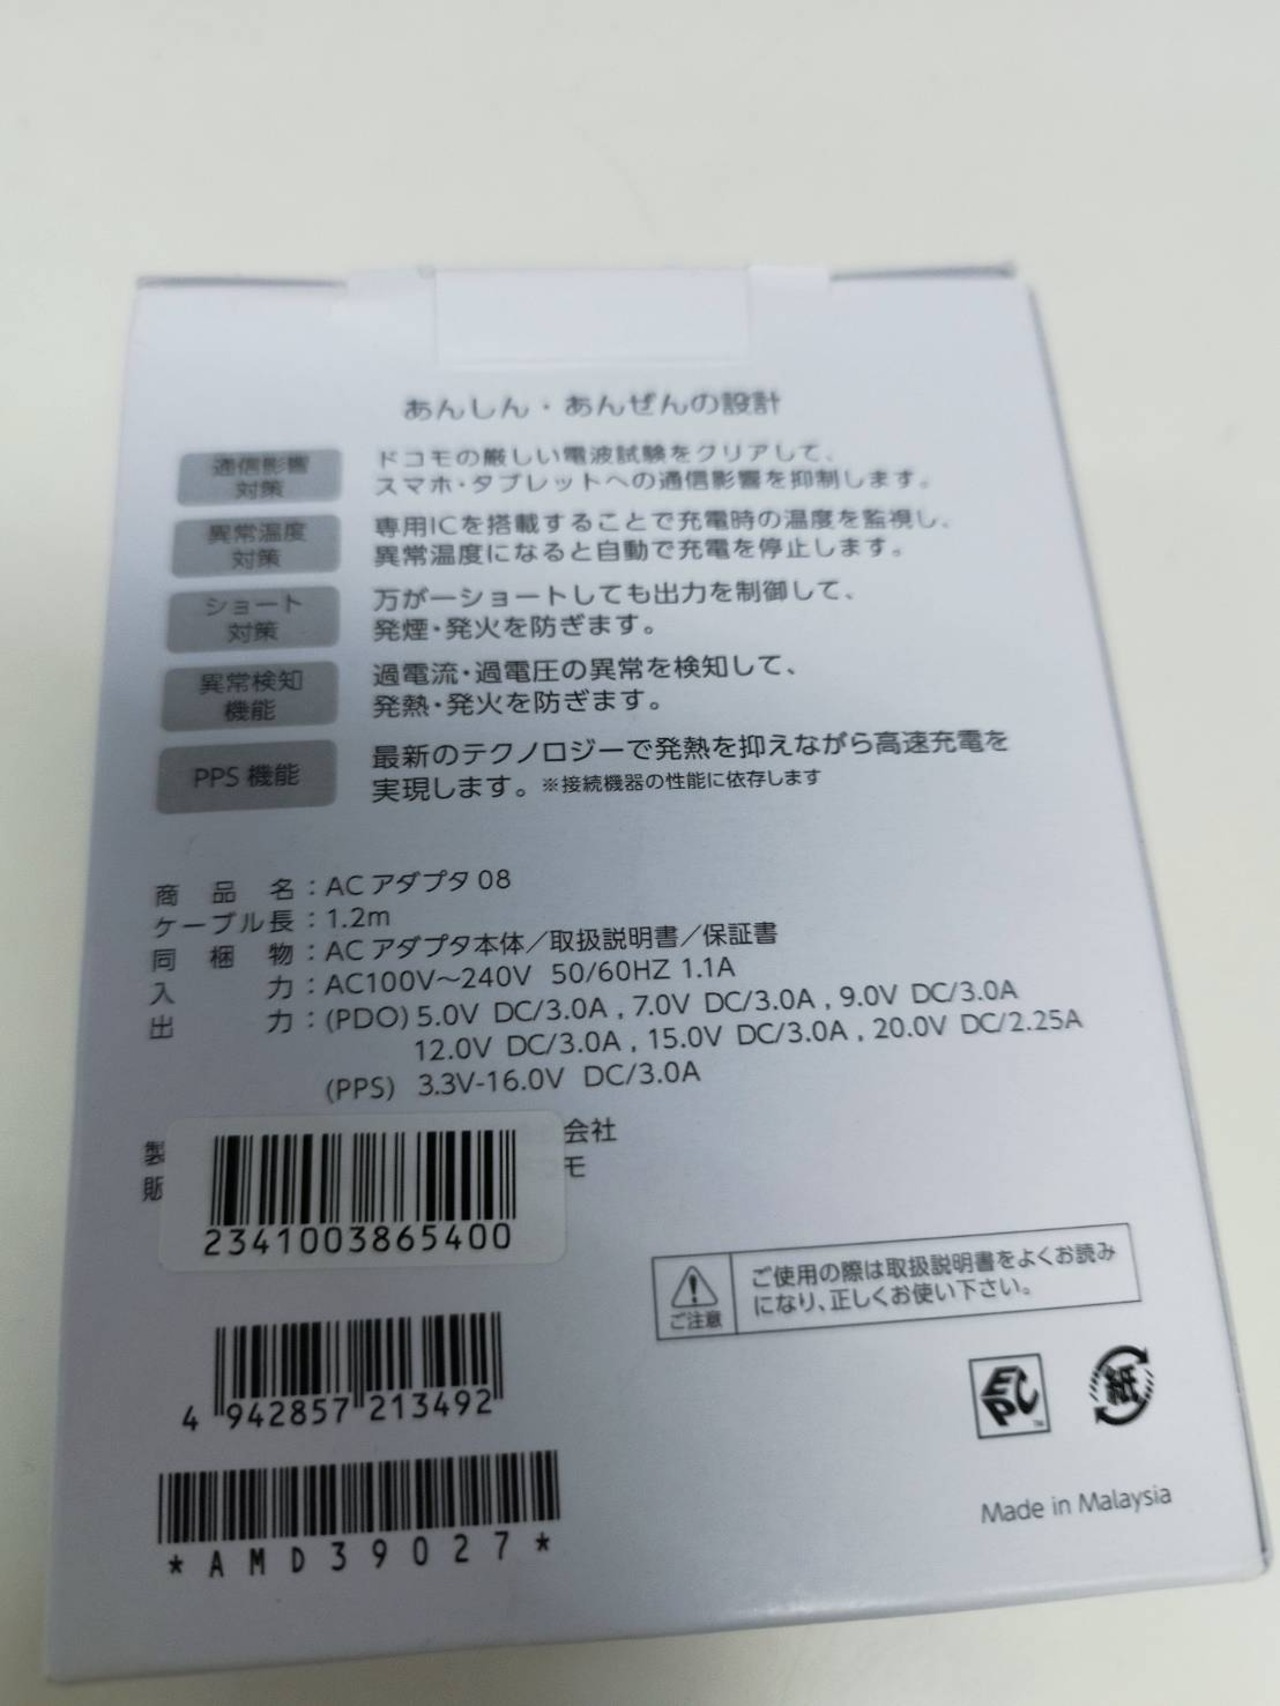 あんしん・あんぜんの設計
通信影響
対策
ドコモの厳しい電波試験をクリアして、
スマホ・タブレットへの通信影響を抑制します。
異常温度
対策
専用ICを搭載することで充電時の温度を監視し、
異常温度になると自動で充電を停止します。
ショート
対策
万が一ショートしても出力を制御して、
発煙・発火を防ぎます。
異常検知
機能
過電流・過電圧の異常を検知して、
発熱・発火を防ぎます。
PPS 機能
最新のテクノロジーで発熱を抑えながら高速充電を
実現します。※接続機器の性能に依存します
商品名：AC アダプタ 08
ケーブル長：1.2m
同梱物：AC アダプタ本体／取扱説明書／保証書
入力：AC100V～240V 50/60HZ 1.1A
出力：(PDO) 5.0V DC/3.0A , 7.0V DC/3.0A , 9.0V DC/3.0A
12.0V DC/3.0A , 15.0V DC/3.0A , 20.0V DC/2.25A
(PPS) 3.3V-16.0V DC/3.0A
製 会社
販 モ
2341003865400
4 942857 213492
*AMD39027*
ご注意
ご使用の際は取扱説明書をよくお読み
になり、正しくお使い下さい。
EPC TM
紙
Made in Malaysia